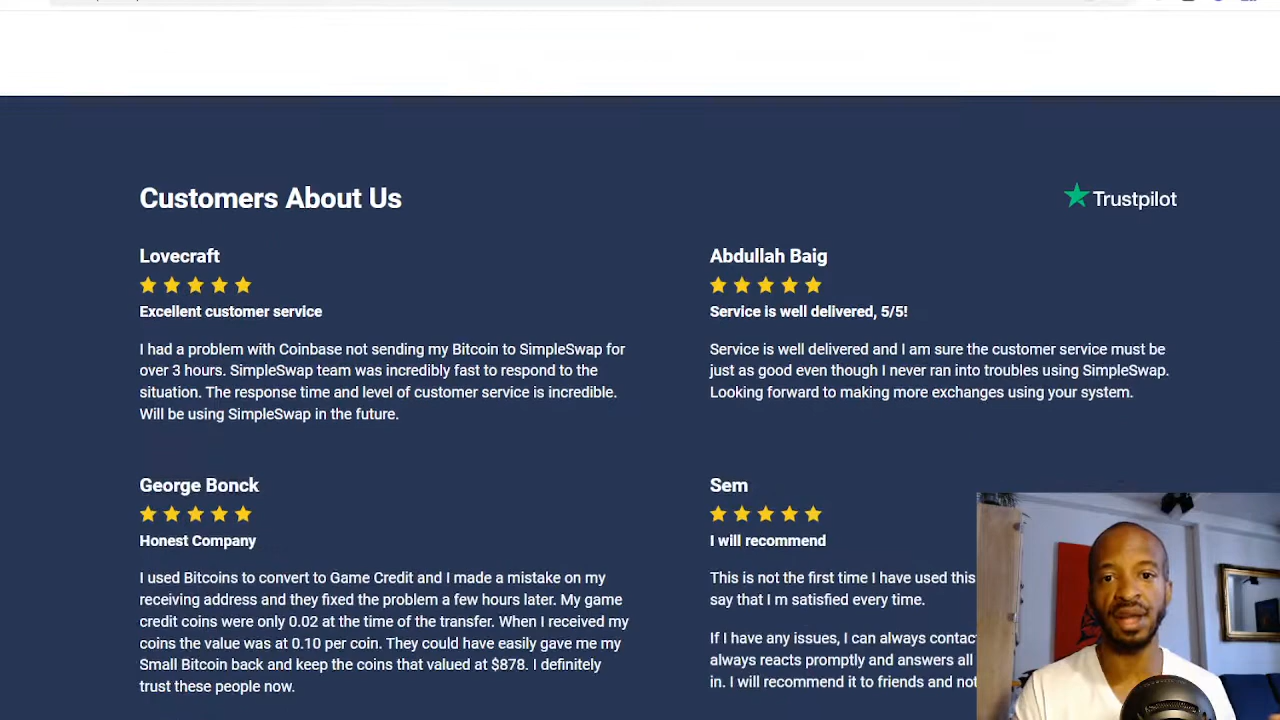 Customers About Us
Trustpilot
Lovecraft
Excellent customer service
I had a problem with Coinbase not sending my Bitcoin to SimpleSwap for
over 3 hours. SimpleSwap team was incredibly fast to respond to the
situation. The response time and level of customer service is incredible.
Will be using SimpleSwap in the future.
Abdullah Baig
Service is well delivered, 5/5!
Service is well delivered and I am sure the customer service must be
just as good even though I never ran into troubles using SimpleSwap.
Looking forward to making more exchanges using your system.
George Bonck
Honest Company
I used Bitcoins to convert to Game Credit and I made a mistake on my
receiving address and they fixed the problem a few hours later. My game
credit coins were only 0.02 at the time of the transfer. When I received my
coins the value was at 0.10 per coin. They could have easily gave me my
Small Bitcoin back and keep the coins that valued at $878. I definitely
trust these people now.
Sem
I will recommend
This is not the first time I have used this
say that I m satisfied every time.
If I have any issues, I can always
always reacts promptly and answers all
in. I will recommend it to friends and